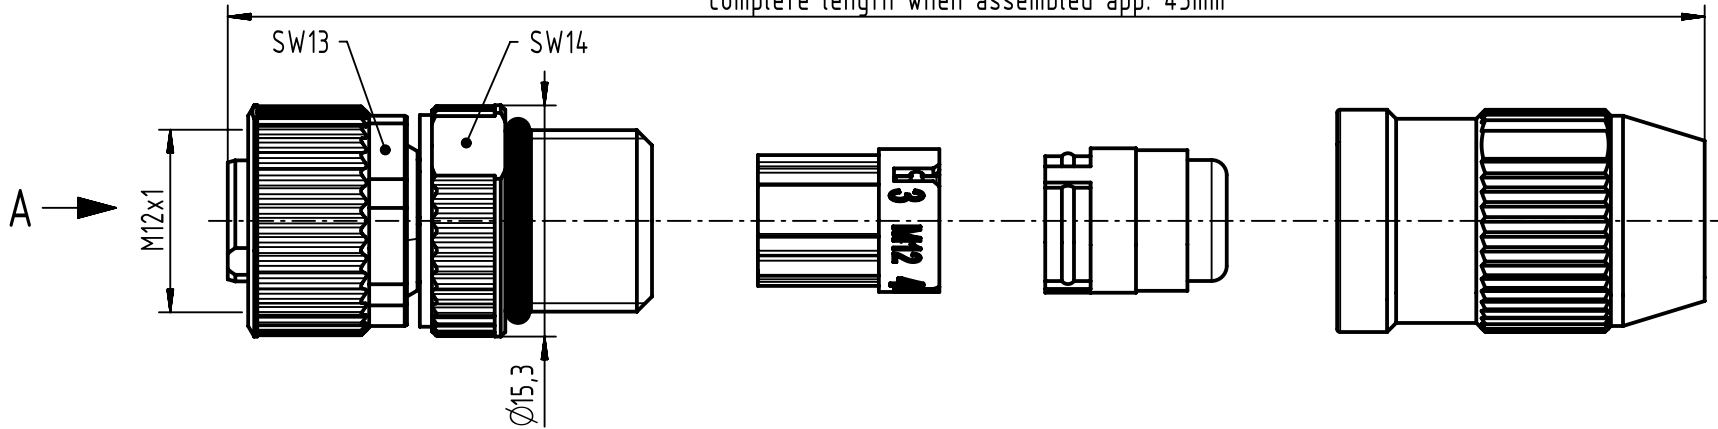 complete length when assembled app. 45mm
SW13
SW14
A
M12x1
3 M12 4
Ø15,3